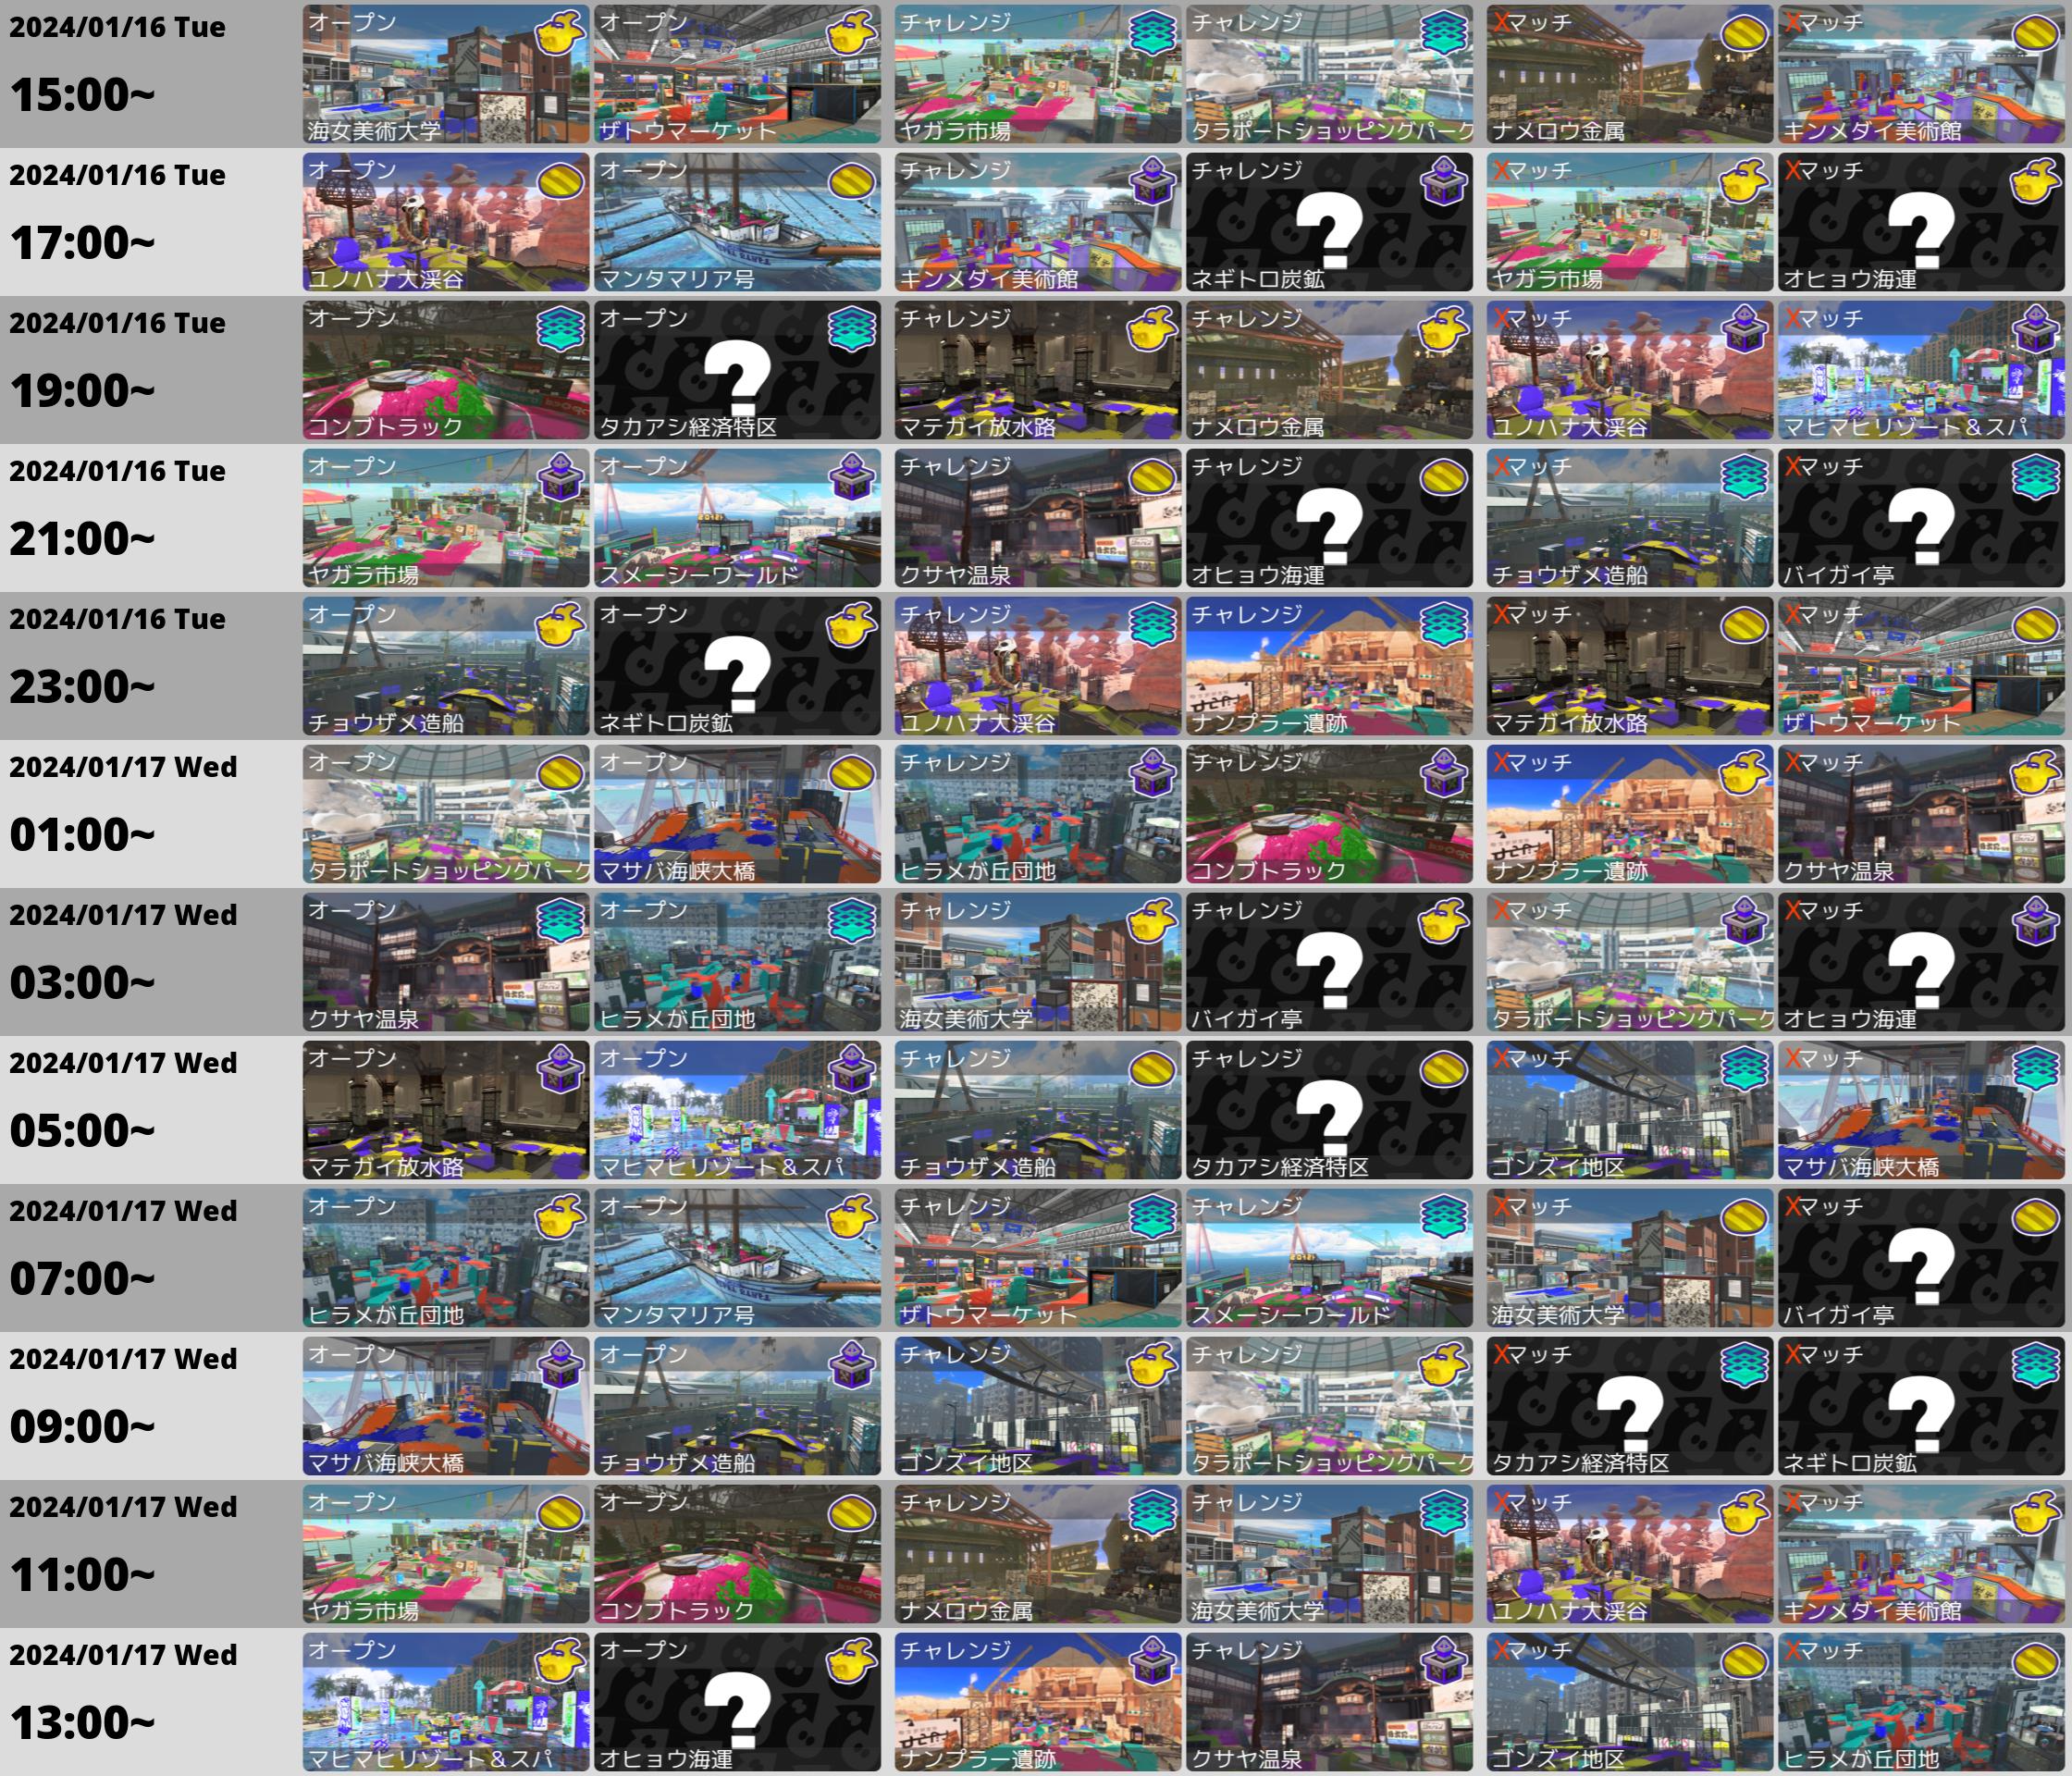 2024/01/16 Tue
15:00~
オープン オープン チャレンジ チャレンジ Xマッチ Xマッチ
海女美術大学 ザトウマーケット ヤガラ市場 タラポートショッピングパーク ナメロウ金属 キンメダイ美術館
2024/01/16 Tue
17:00~
オープン オープン チャレンジ チャレンジ Xマッチ Xマッチ
ユノハナ大渓谷 マンタマリア号 キンメダイ美術館 ネギトロ炭鉱 ヤガラ市場 オヒョウ海運
2024/01/16 Tue
19:00~
オープン オープン チャレンジ チャレンジ Xマッチ Xマッチ
コンブトラック タカアシ経済特区 マテガイ放水路 ナメロウ金属 ユノハナ大渓谷 マヒマヒリゾート&スパ
2024/01/16 Tue
21:00~
オープン オープン チャレンジ チャレンジ Xマッチ Xマッチ
ヤガラ市場 スメーシーワールド クサヤ温泉 オヒョウ海運 チョウザメ造船 バイガイ亭
2024/01/16 Tue
23:00~
オープン オープン チャレンジ チャレンジ Xマッチ Xマッチ
チョウザメ造船 ネギトロ炭鉱 ユノハナ大渓谷 ナンプラー遺跡 マテガイ放水路 ザトウマーケット
2024/01/17 Wed
01:00~
オープン オープン チャレンジ チャレンジ Xマッチ Xマッチ
タラポートショッピングパーク マサバ海峡大橋 ヒラメが丘団地 コンブトラック ナンプラー遺跡 クサヤ温泉
2024/01/17 Wed
03:00~
オープン オープン チャレンジ チャレンジ Xマッチ Xマッチ
クサヤ温泉 ヒラメが丘団地 海女美術大学 バイガイ亭 タラポートショッピングパーク オヒョウ海運
2024/01/17 Wed
05:00~
オープン オープン チャレンジ チャレンジ Xマッチ Xマッチ
マテガイ放水路 マヒマヒリゾート&スパ チョウザメ造船 タカアシ経済特区 ゴンズイ地区 マサバ海峡大橋
2024/01/17 Wed
07:00~
オープン オープン チャレンジ チャレンジ Xマッチ Xマッチ
ヒラメが丘団地 マンタマリア号 ザトウマーケット スメーシーワールド 海女美術大学 バイガイ亭
2024/01/17 Wed
09:00~
オープン オープン チャレンジ チャレンジ Xマッチ Xマッチ
マサバ海峡大橋 チョウザメ造船 ゴンズイ地区 タラポートショッピングパーク タカアシ経済特区 ネギトロ炭鉱
2024/01/17 Wed
11:00~
オープン オープン チャレンジ チャレンジ Xマッチ Xマッチ
ヤガラ市場 コンブトラック ナメロウ金属 海女美術大学 ユノハナ大渓谷 キンメダイ美術館
2024/01/17 Wed
13:00~
オープン オープン チャレンジ チャレンジ Xマッチ Xマッチ
マヒマヒリゾート&スパ オヒョウ海運 ナンプラー遺跡 クサヤ温泉 ゴンズイ地区 ヒラメが丘団地